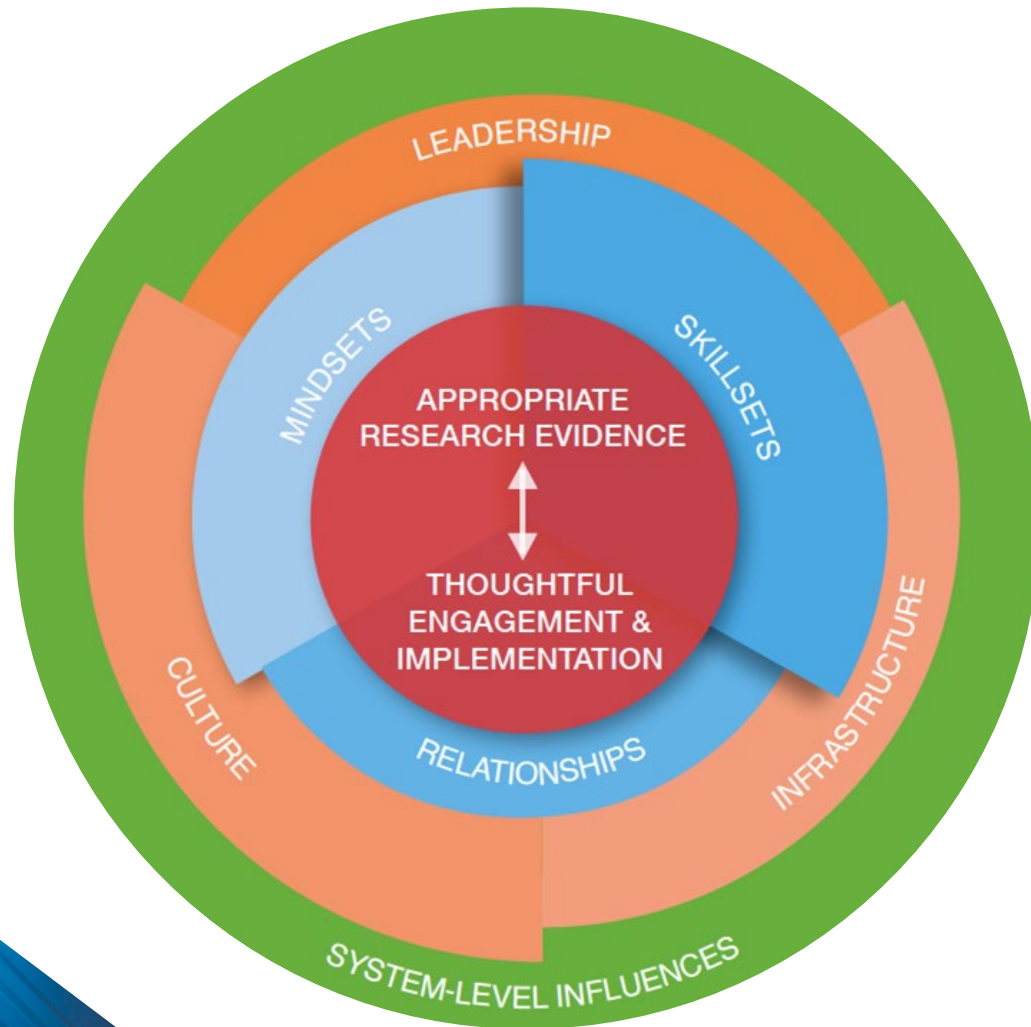 LEADERSHIP
MINDSETS
SKILLSETS
APPROPRIATE
RESEARCH EVIDENCE
THOUGHTFUL
ENGAGEMENT &
IMPLEMENTATION
CULTURE
RELATIONSHIPS
INFRASTRUCTURE
SYSTEM-LEVEL INFLUENCES